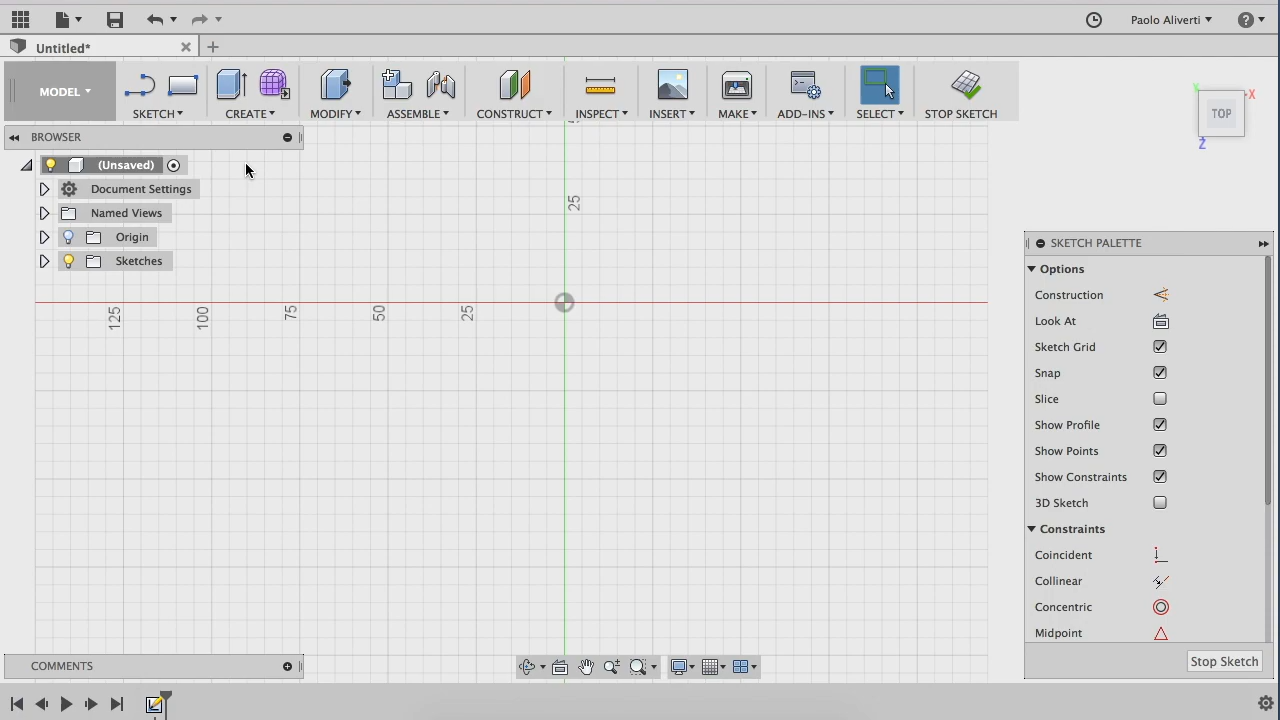 Paolo Aliverti
Untitled*
MODEL
SKETCH
CREATE
MODIFY
ASSEMBLE
CONSTRUCT
INSPECT
INSERT
MAKE
ADD-INS
SELECT
STOP SKETCH
BROWSER
(Unsaved)
Document Settings
Named Views
Origin
Sketches
TOP
X
Y
Z
25
125
100
75
50
25
SKETCH PALETTE
Options
Construction
Look At
Sketch Grid
Snap
Slice
Show Profile
Show Points
Show Constraints
3D Sketch
Constraints
Coincident
Collinear
Concentric
Midpoint
Stop Sketch
COMMENTS